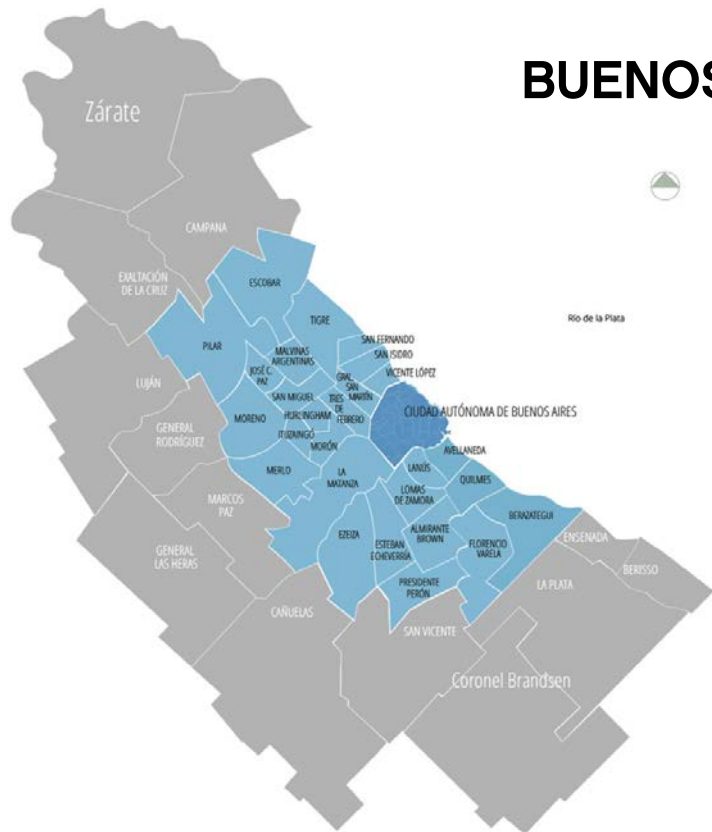 BUENOS
Zárate
CAMPANA
EXALTACIÓN
DE LA CRUZ
ESCOBAR
Río de la Plata
TIGRE
PILAR
SAN FERNANDO
SAN ISIDRO
MALVINAS
ARGENTINAS
VICENTE LÓPEZ
JOSÉ C.
PAZ
GRAL.
SAN
MARTÍN
LUJÁN
SAN MIGUEL
TRES
DE
FEBRERO
CIUDAD AUTÓNOMA DE BUENOS AIRES
MORENO
HURLINGHAM
GENERAL
RODRÍGUEZ
ITUZAINGÓ
MORÓN
AVELLANEDA
MERLO
LA
MATANZA
LANÚS
QUILMES
LOMAS
DE ZAMORA
MARCOS
PAZ
BERAZATEGUI
EZEIZA
ALMIRANTE
BROWN
ESTEBAN
ECHEVERRÍA
FLORENCIO
VARELA
ENSENADA
GENERAL
LAS HERAS
BERISSO
PRESIDENTE
PERÓN
LA PLATA
CAÑUELAS
SAN VICENTE
Coronel Brandsen